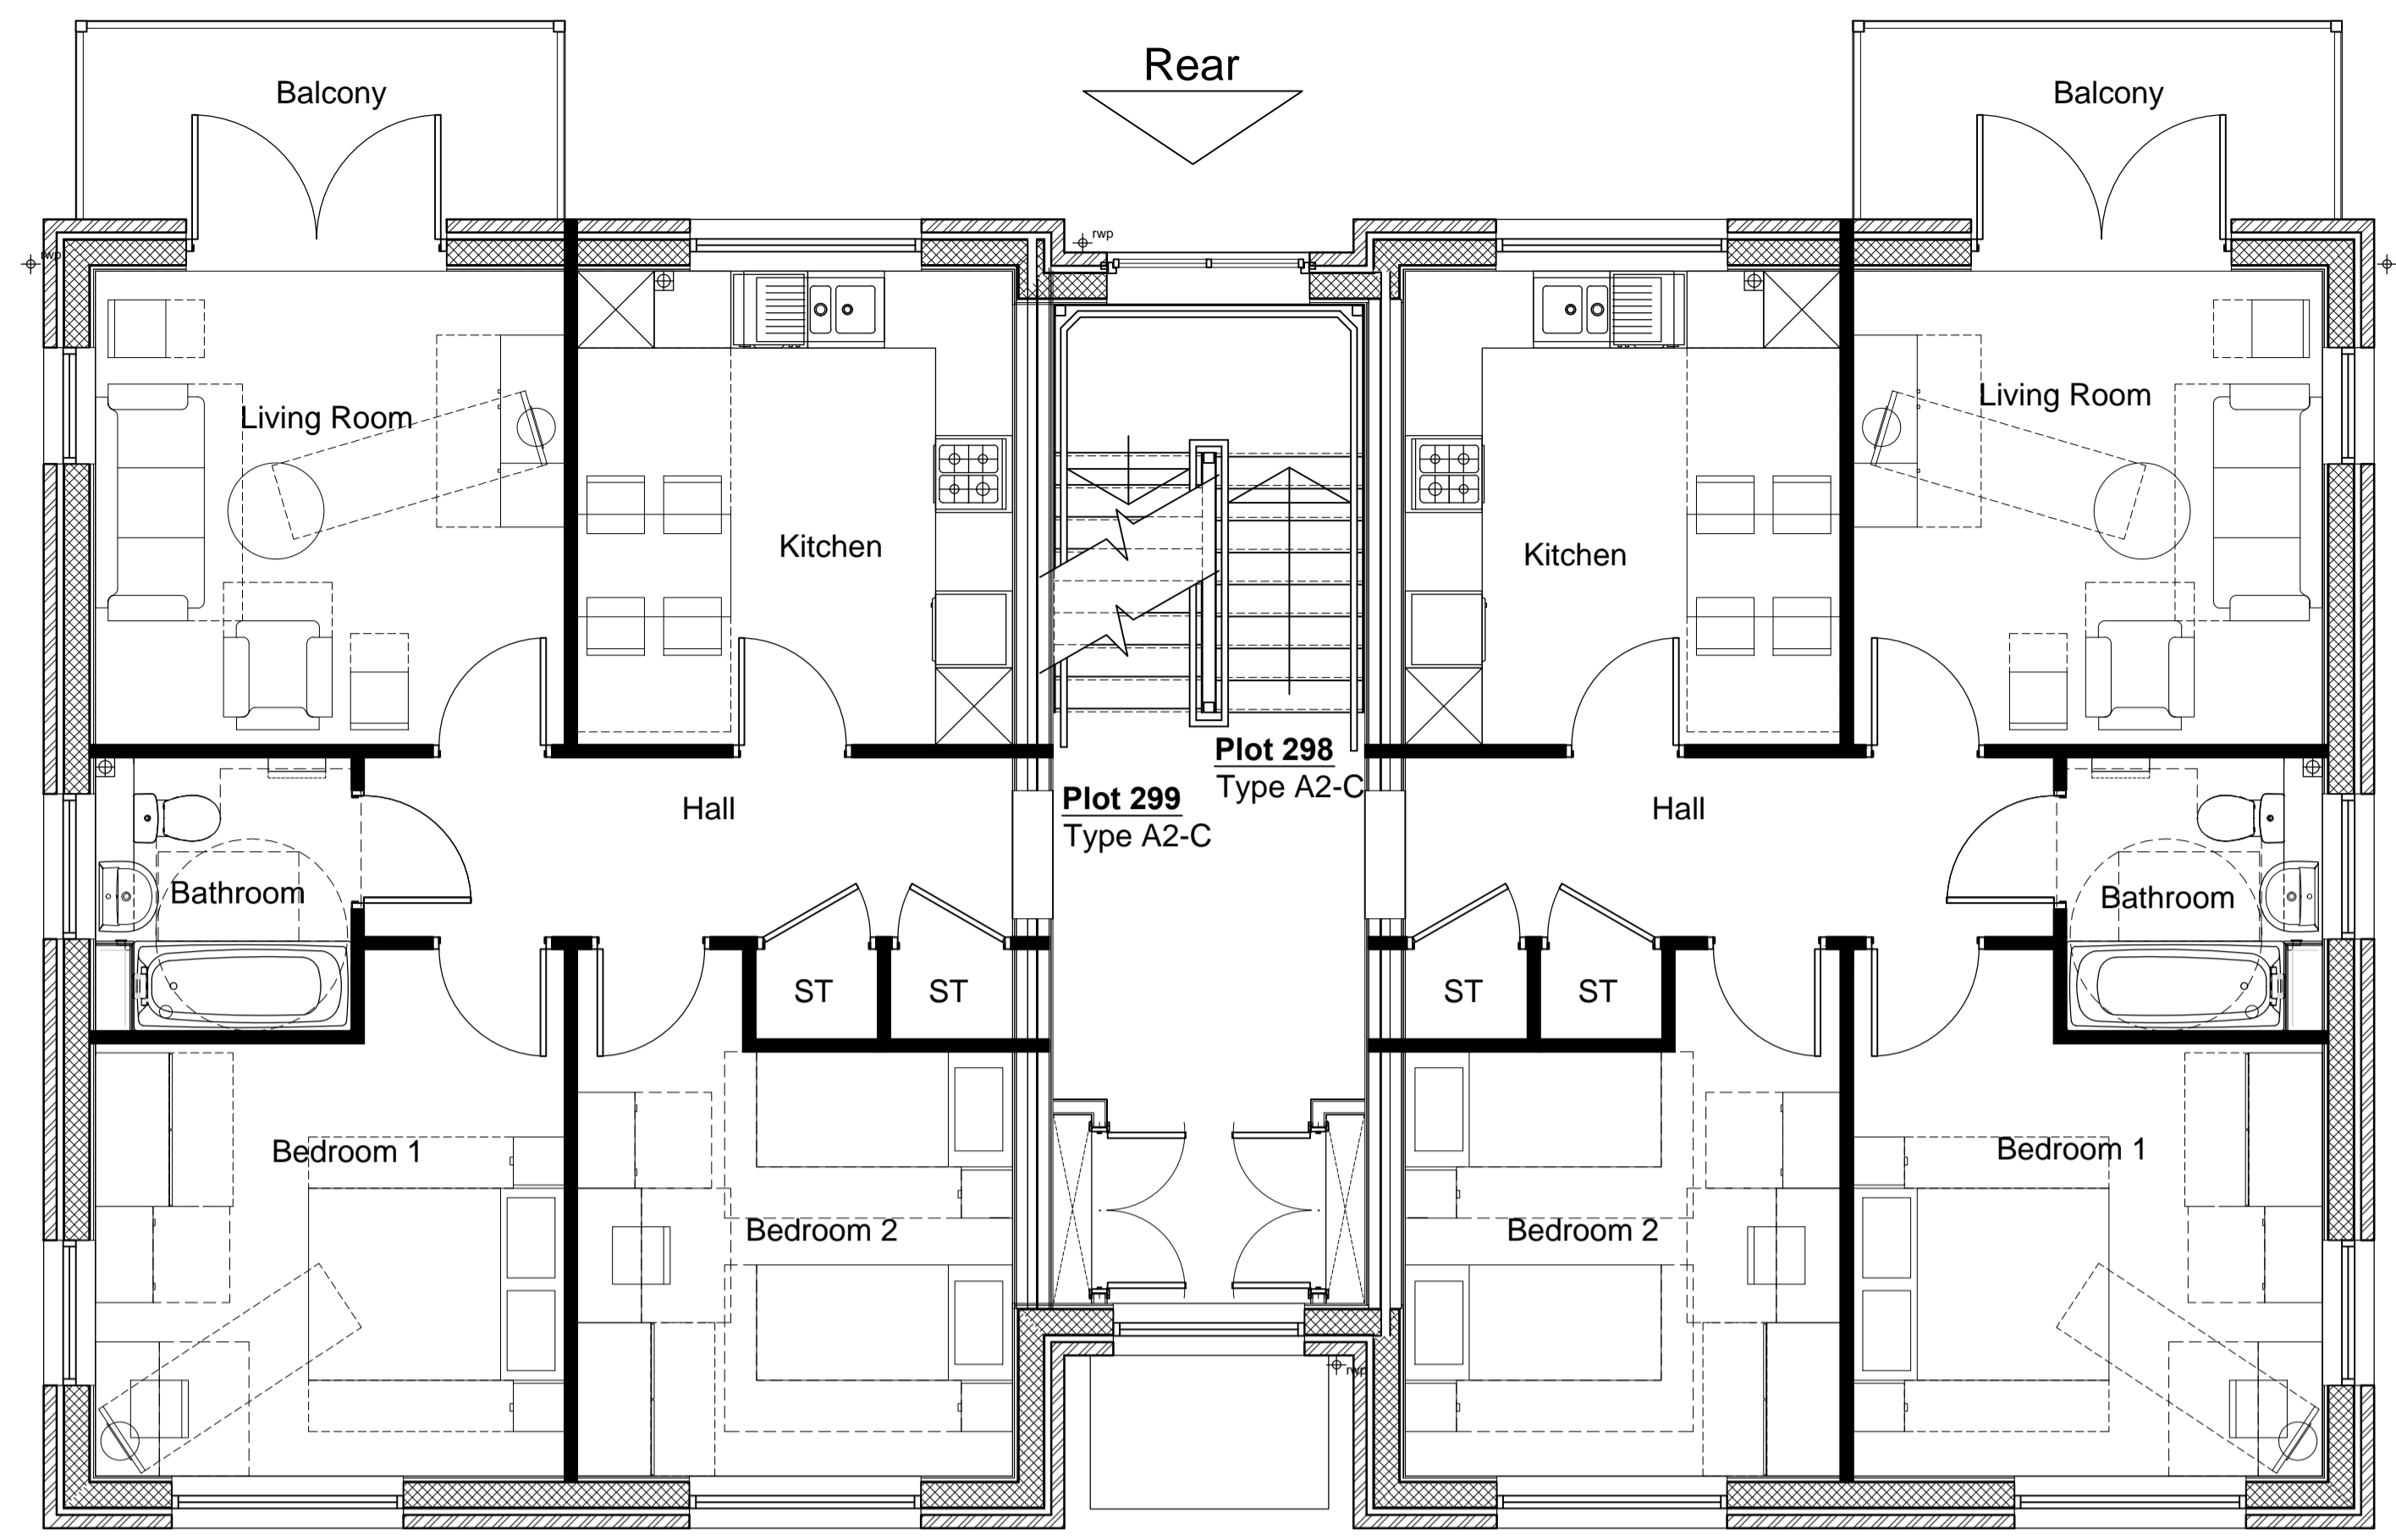 Rear
Balcony
Balcony
rwp
rwp
Living Room
Living Room
Kitchen
Kitchen
Plot 298
Type A2-C
Plot 299
Type A2-C
Hall
Hall
Bathroom
Bathroom
ST
ST
ST
ST
Bedroom 1
Bedroom 1
Bedroom 2
Bedroom 2
rwp